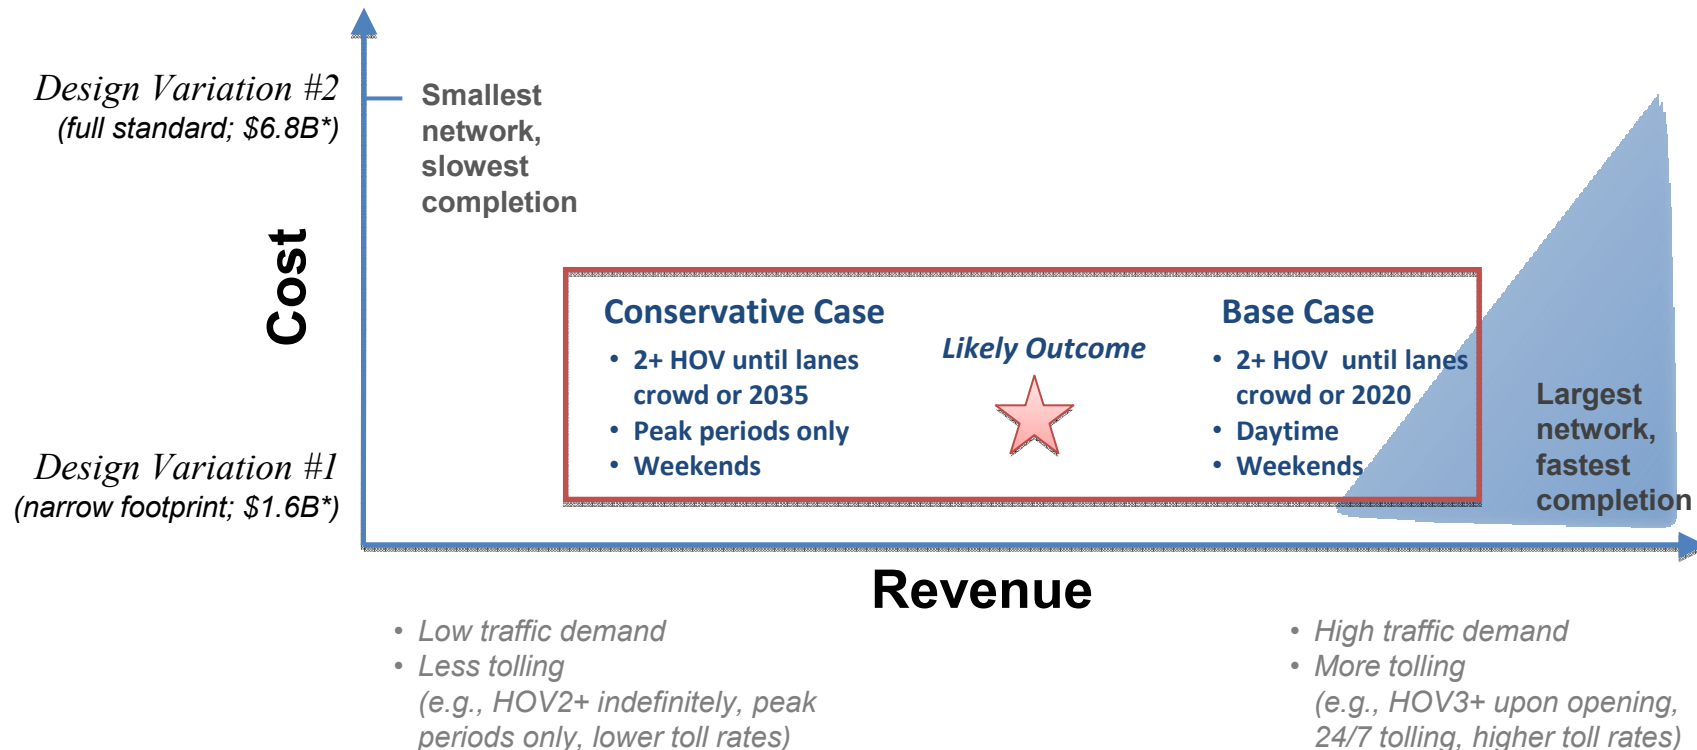 Design Variation #2
(full standard; $6.8B*)
Smallest
network,
slowest
completion
Cost
Conservative Case
• 2+ HOV until lanes
crowd or 2035
• Peak periods only
• Weekends
Likely Outcome
Base Case
• 2+ HOV until lanes
crowd or 2020
• Daytime
• Weekends
Largest
network,
fastest
completion
Design Variation #1
(narrow footprint; $1.6B*)
Revenue
• Low traffic demand
• Less tolling
(e.g., HOV2+ indefinitely, peak
periods only, lower toll rates)
• High traffic demand
• More tolling
(e.g., HOV3+ upon opening,
24/7 tolling, higher toll rates)